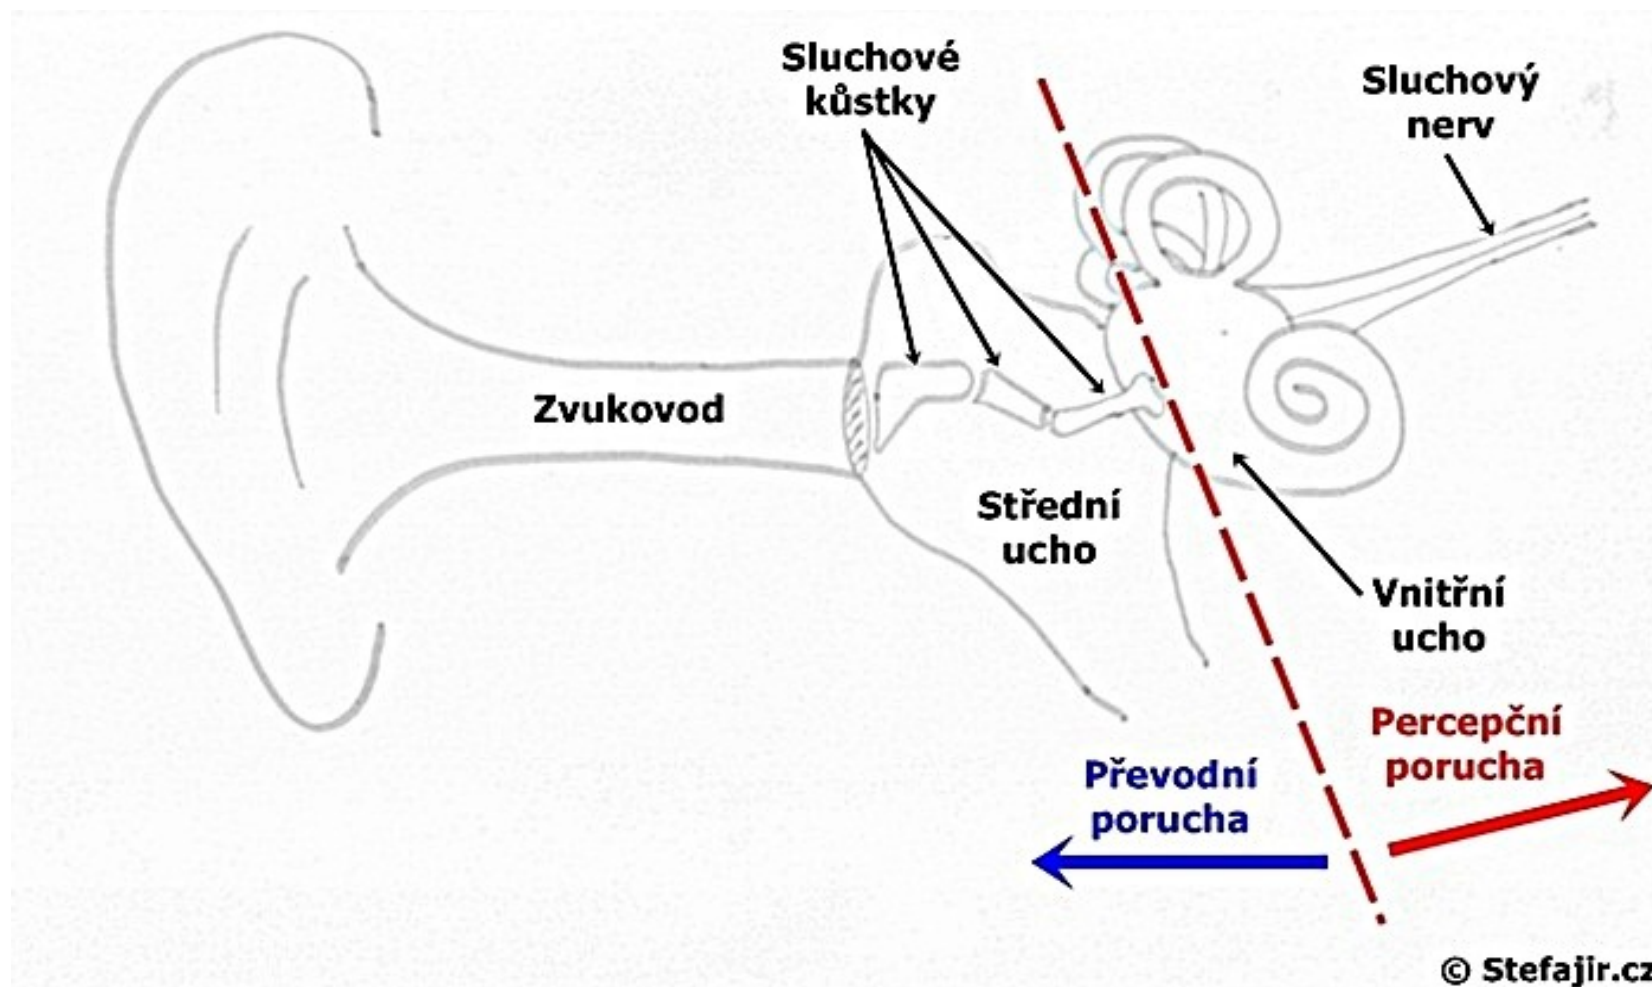 Sluchové
kůstky
Sluchový
nerv
Zvukovod
Střední
ucho
Vnitřní
ucho
Percepční
porucha
Převodní
porucha
© Stefajir.cz